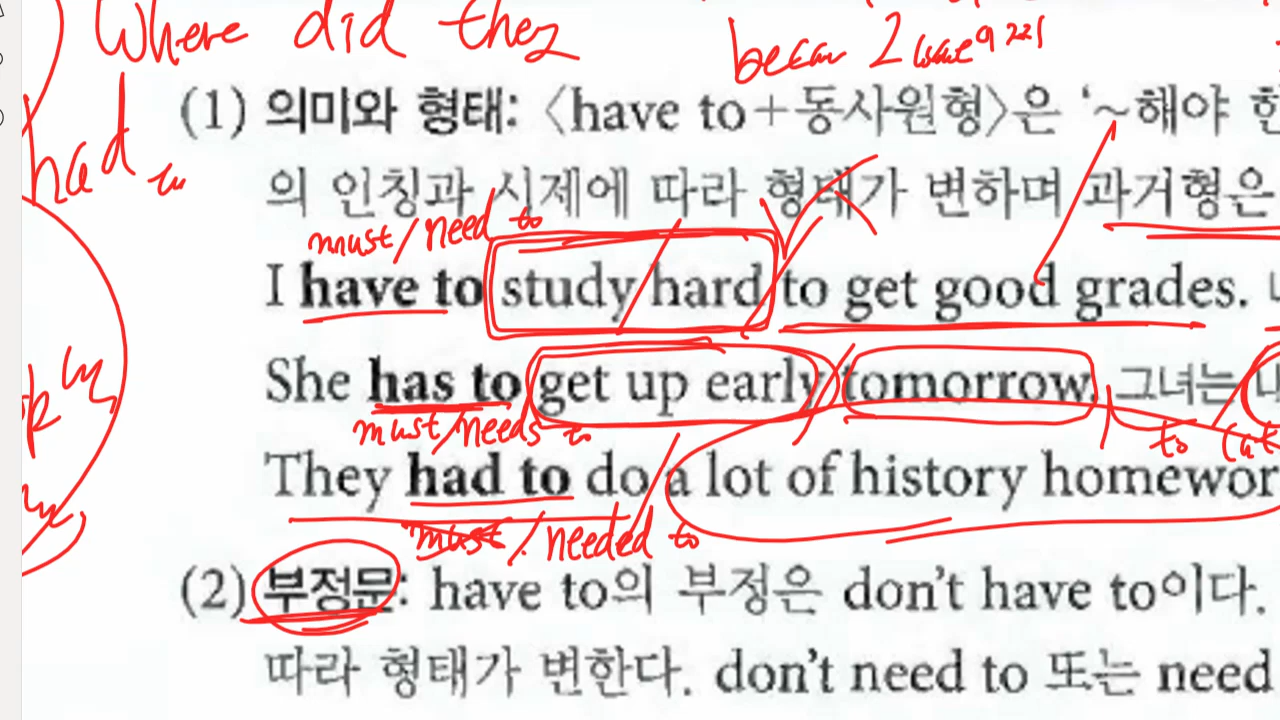 Where did they
had to
(1) 의미와 형태: 〈have to+동사원형〉은 '~해야 한
의 인칭과 시제에 따라 형태가 변하며 과거형은
must/need to
I have to study hard to get good grades.
She has to get up early tomorrow. 그녀는
must/needs to
They had to do a lot of history homewor
must / needed to
(2) 부정문: have to의 부정은 don't have to이다.
따라 형태가 변한다. don't need to 또는 need